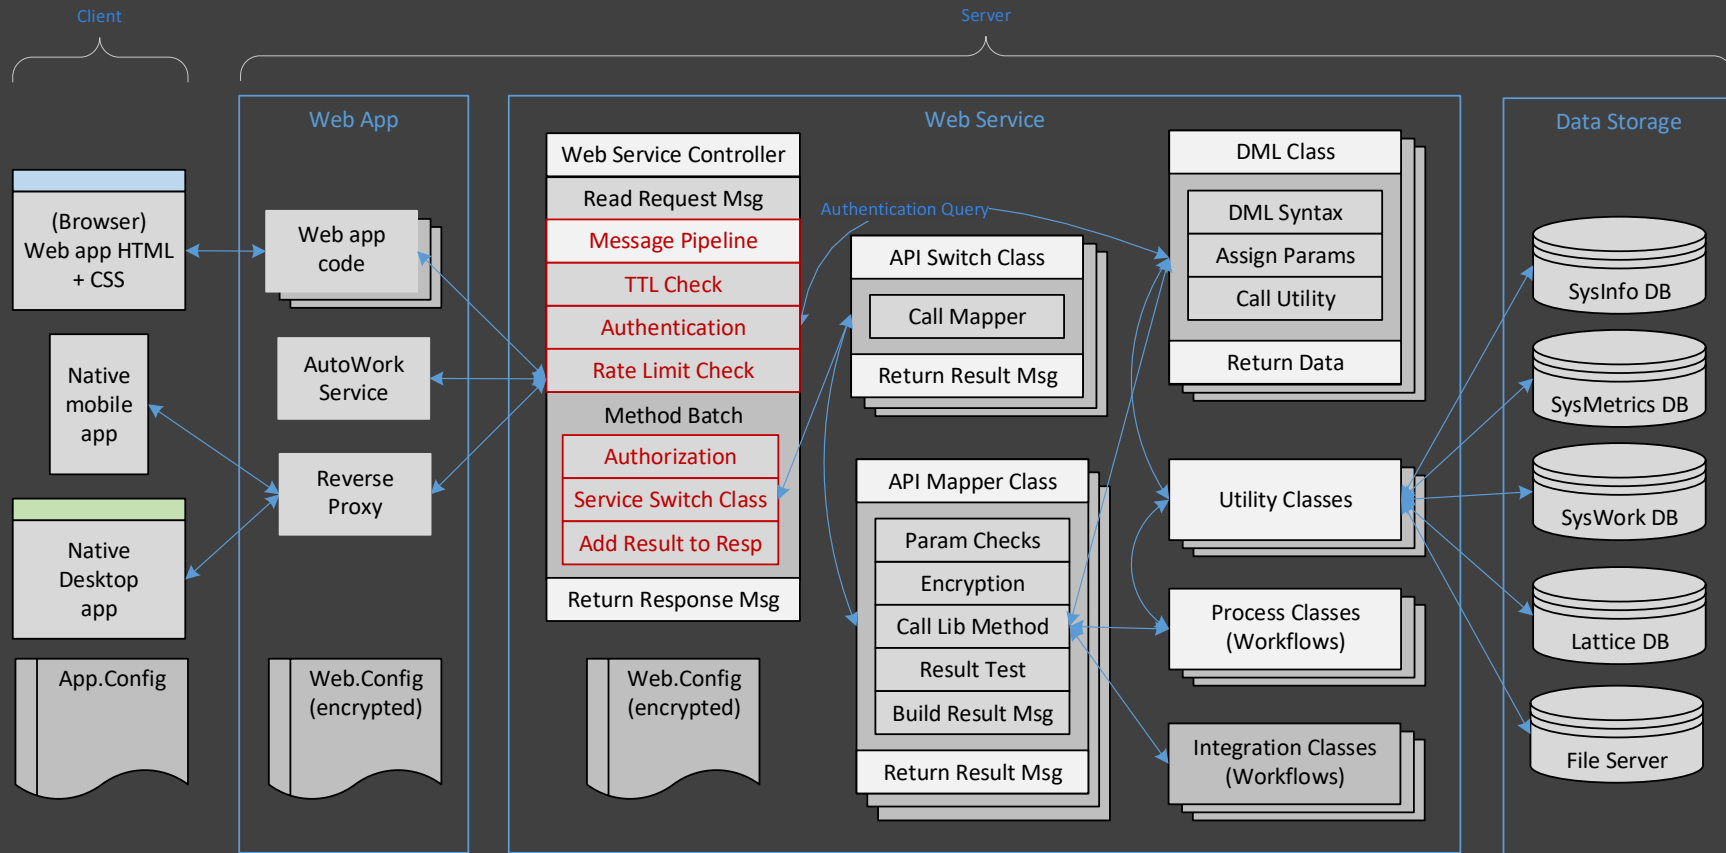 Client
Server
Web App
Web Service
Data Storage
(Browser)
Web app HTML
+ CSS
Native
mobile
app
Native
Desktop
app
App.Config
Web app
code
AutoWork
Service
Reverse
Proxy
Web.Config
(encrypted)
Web Service Controller
Read Request Msg
Message Pipeline
TTL Check
Authentication
Rate Limit Check
Method Batch
Authorization
Service Switch Class
Add Result to Resp
Return Response Msg
Web.Config
(encrypted)
Authentication Query
API Switch Class
Call Mapper
Return Result Msg
API Mapper Class
Param Checks
Encryption
Call Lib Method
Result Test
Build Result Msg
Return Result Msg
DML Class
DML Syntax
Assign Params
Call Utility
Return Data
Utility Classes
Process Classes
(Workflows)
Integration Classes
(Workflows)
SysInfo DB
SysMetrics DB
SysWork DB
Lattice DB
File Server